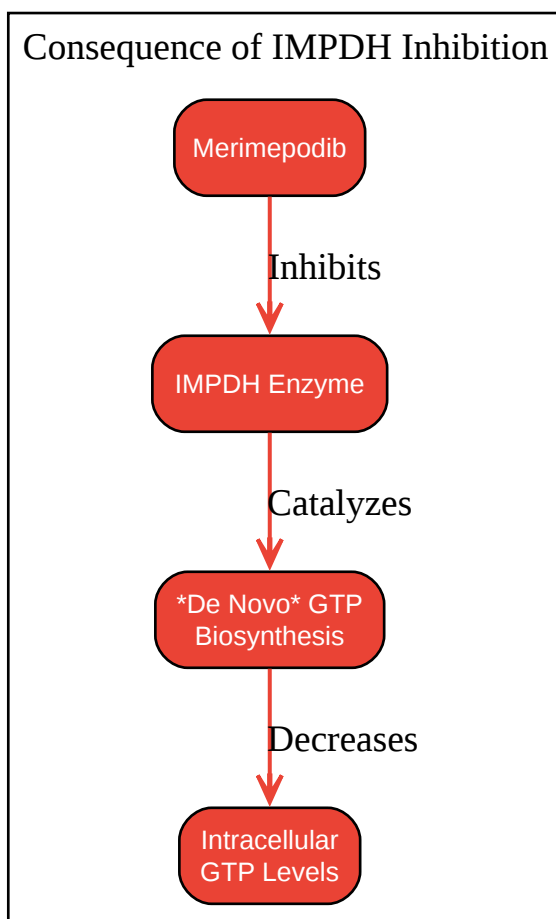 Consequence of IMPDH Inhibition
Merimepodib
Inhibits
IMPDH Enzyme
Catalyzes
*De Novo* GTP
Biosynthesis
Decreases
Intracellular
GTP Levels